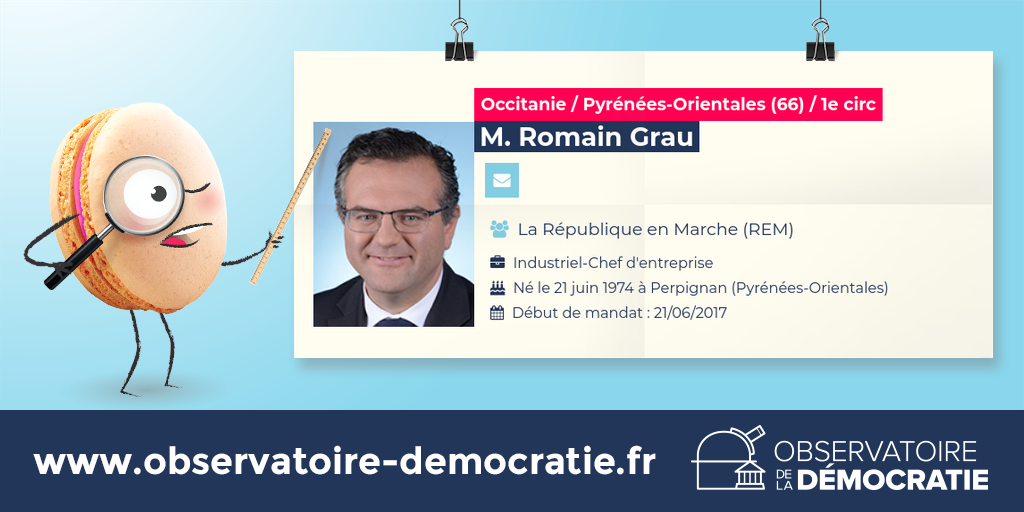 Occitanie / Pyrénées-Orientales (66) / 1e circ
M. Romain Grau
La République en Marche (REM)
Industriel-Chef d'entreprise
Né le 21 juin 1974 à Perpignan (Pyrénées-Orientales)
Début de mandat : 21/06/2017
www.observatoire-democratie.fr
OBSERVATOIRE
DE LA DÉMOCRATIE